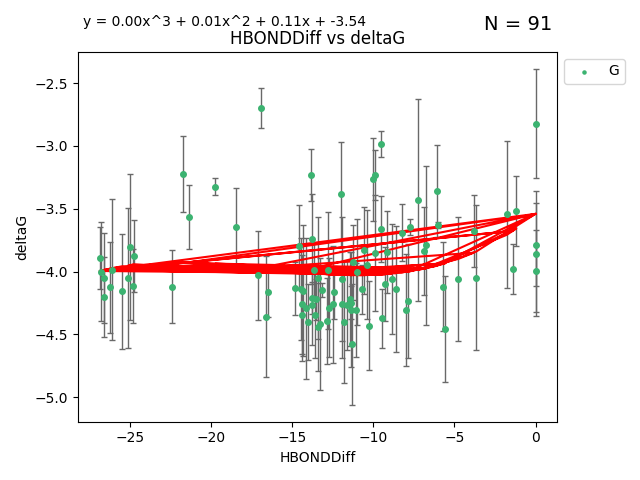 y = 0.00x^3 + 0.01x^2 + 0.11x + -3.54
N = 91
HBONDDiff vs deltaG
G
deltaG
−2.5
−3.0
−3.5
−4.0
−4.5
−5.0
−25
−20
−15
−10
−5
0
HBONDDiff